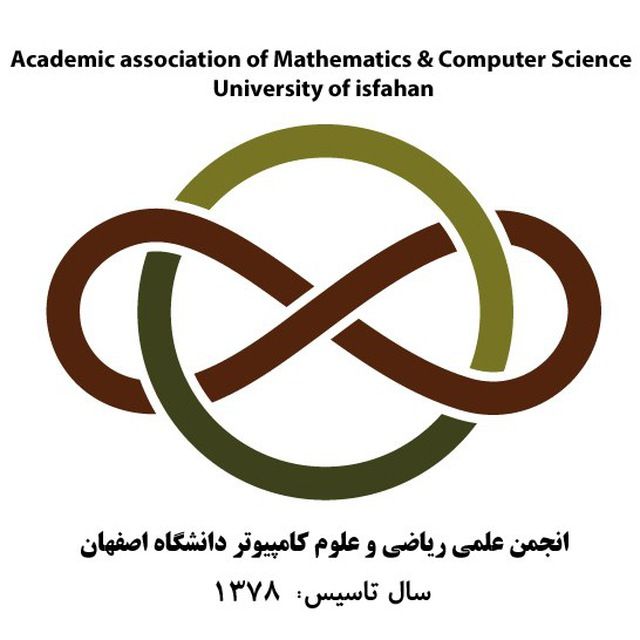 Academic association of Mathematics & Computer Science
University of isfahan
انجمن علمی ریاضی و علوم کامپیوتر دانشگاه اصفهان
سال تاسیس: ۱۳۷۸